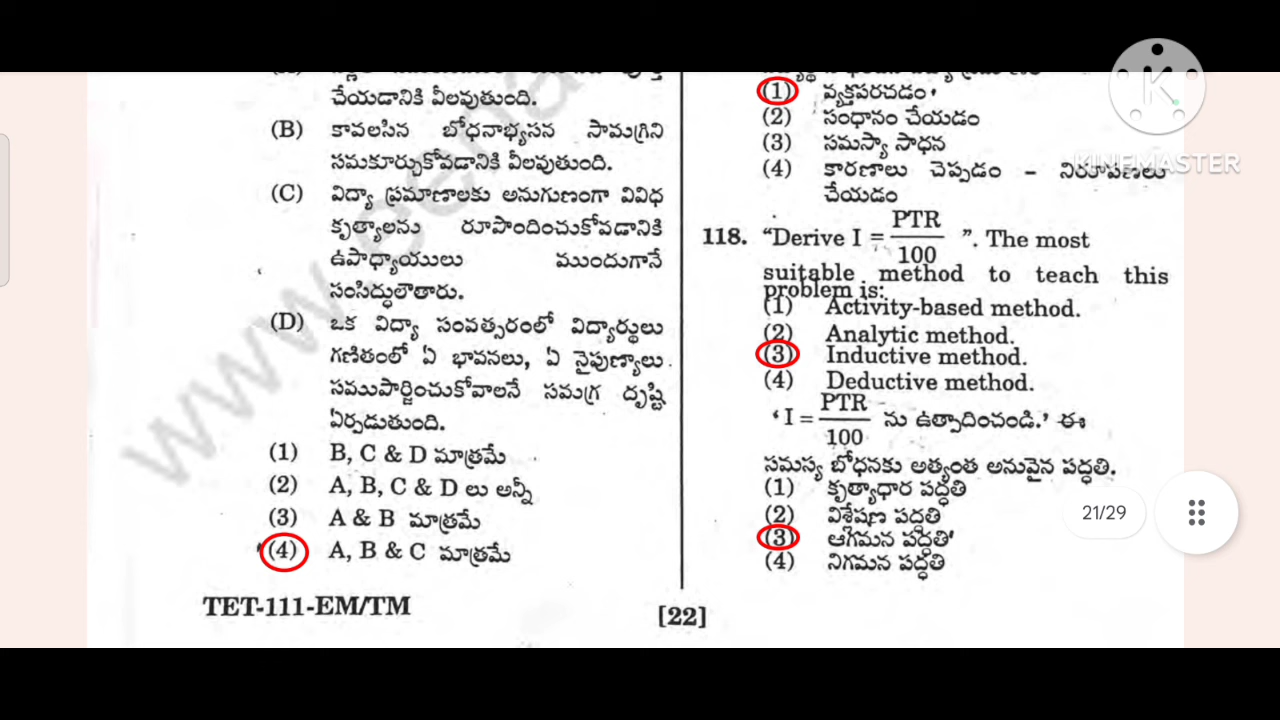 చేయడానికి వీలవుతుంది.
(B) కావలసిన బోధనాభ్యసన సామగ్రిని
సమకూర్చుకోవడానికి వీలవుతుంది.
(C) విద్యా ప్రమాణాలకు అనుగుణంగా వివిధ
కృత్యాలను రూపొందించుకోవడానికి
ఉపాధ్యాయులు ముందుగానే
సంసిద్ధులౌతారు.
(D) ఒక విద్యా సంవత్సరంలో విద్యార్థులు
గణితంలో ఏ భావనలు, ఏ నైపుణ్యాలు
సముపార్జించుకోవాలనే సమగ్ర దృష్టి
ఏర్పడుతుంది.
(1) B, C & D మాత్రమే
(2) A, B, C & D లు అన్నీ
(3) A & B మాత్రమే
(4) A, B & C మాత్రమే
TET-111-EM/TM
[22]
(1) వ్యక్తపరచడం
(2) సంధానం చేయడం
(3) సమస్యా సాధన
(4) కారణాలు చెప్పడం – నిరూపణలు
చేయడం
118. “Derive I = PTR/100 ”. The most
suitable method to teach this
problem is:
(1) Activity-based method.
(2) Analytic method.
(3) Inductive method.
(4) Deductive method.
‘I = PTR/100 ను ఉత్పాదించండి.’ ఈ
సమస్య బోధనకు అత్యంత అనువైన పద్ధతి.
(1) కృత్యాధార పద్ధతి
(2) విశ్లేషణ పద్ధతి
(3) ఆగమన పద్ధతి
(4) నిగమన పద్ధతి
21/29
K
KINEMASTER
www.eena